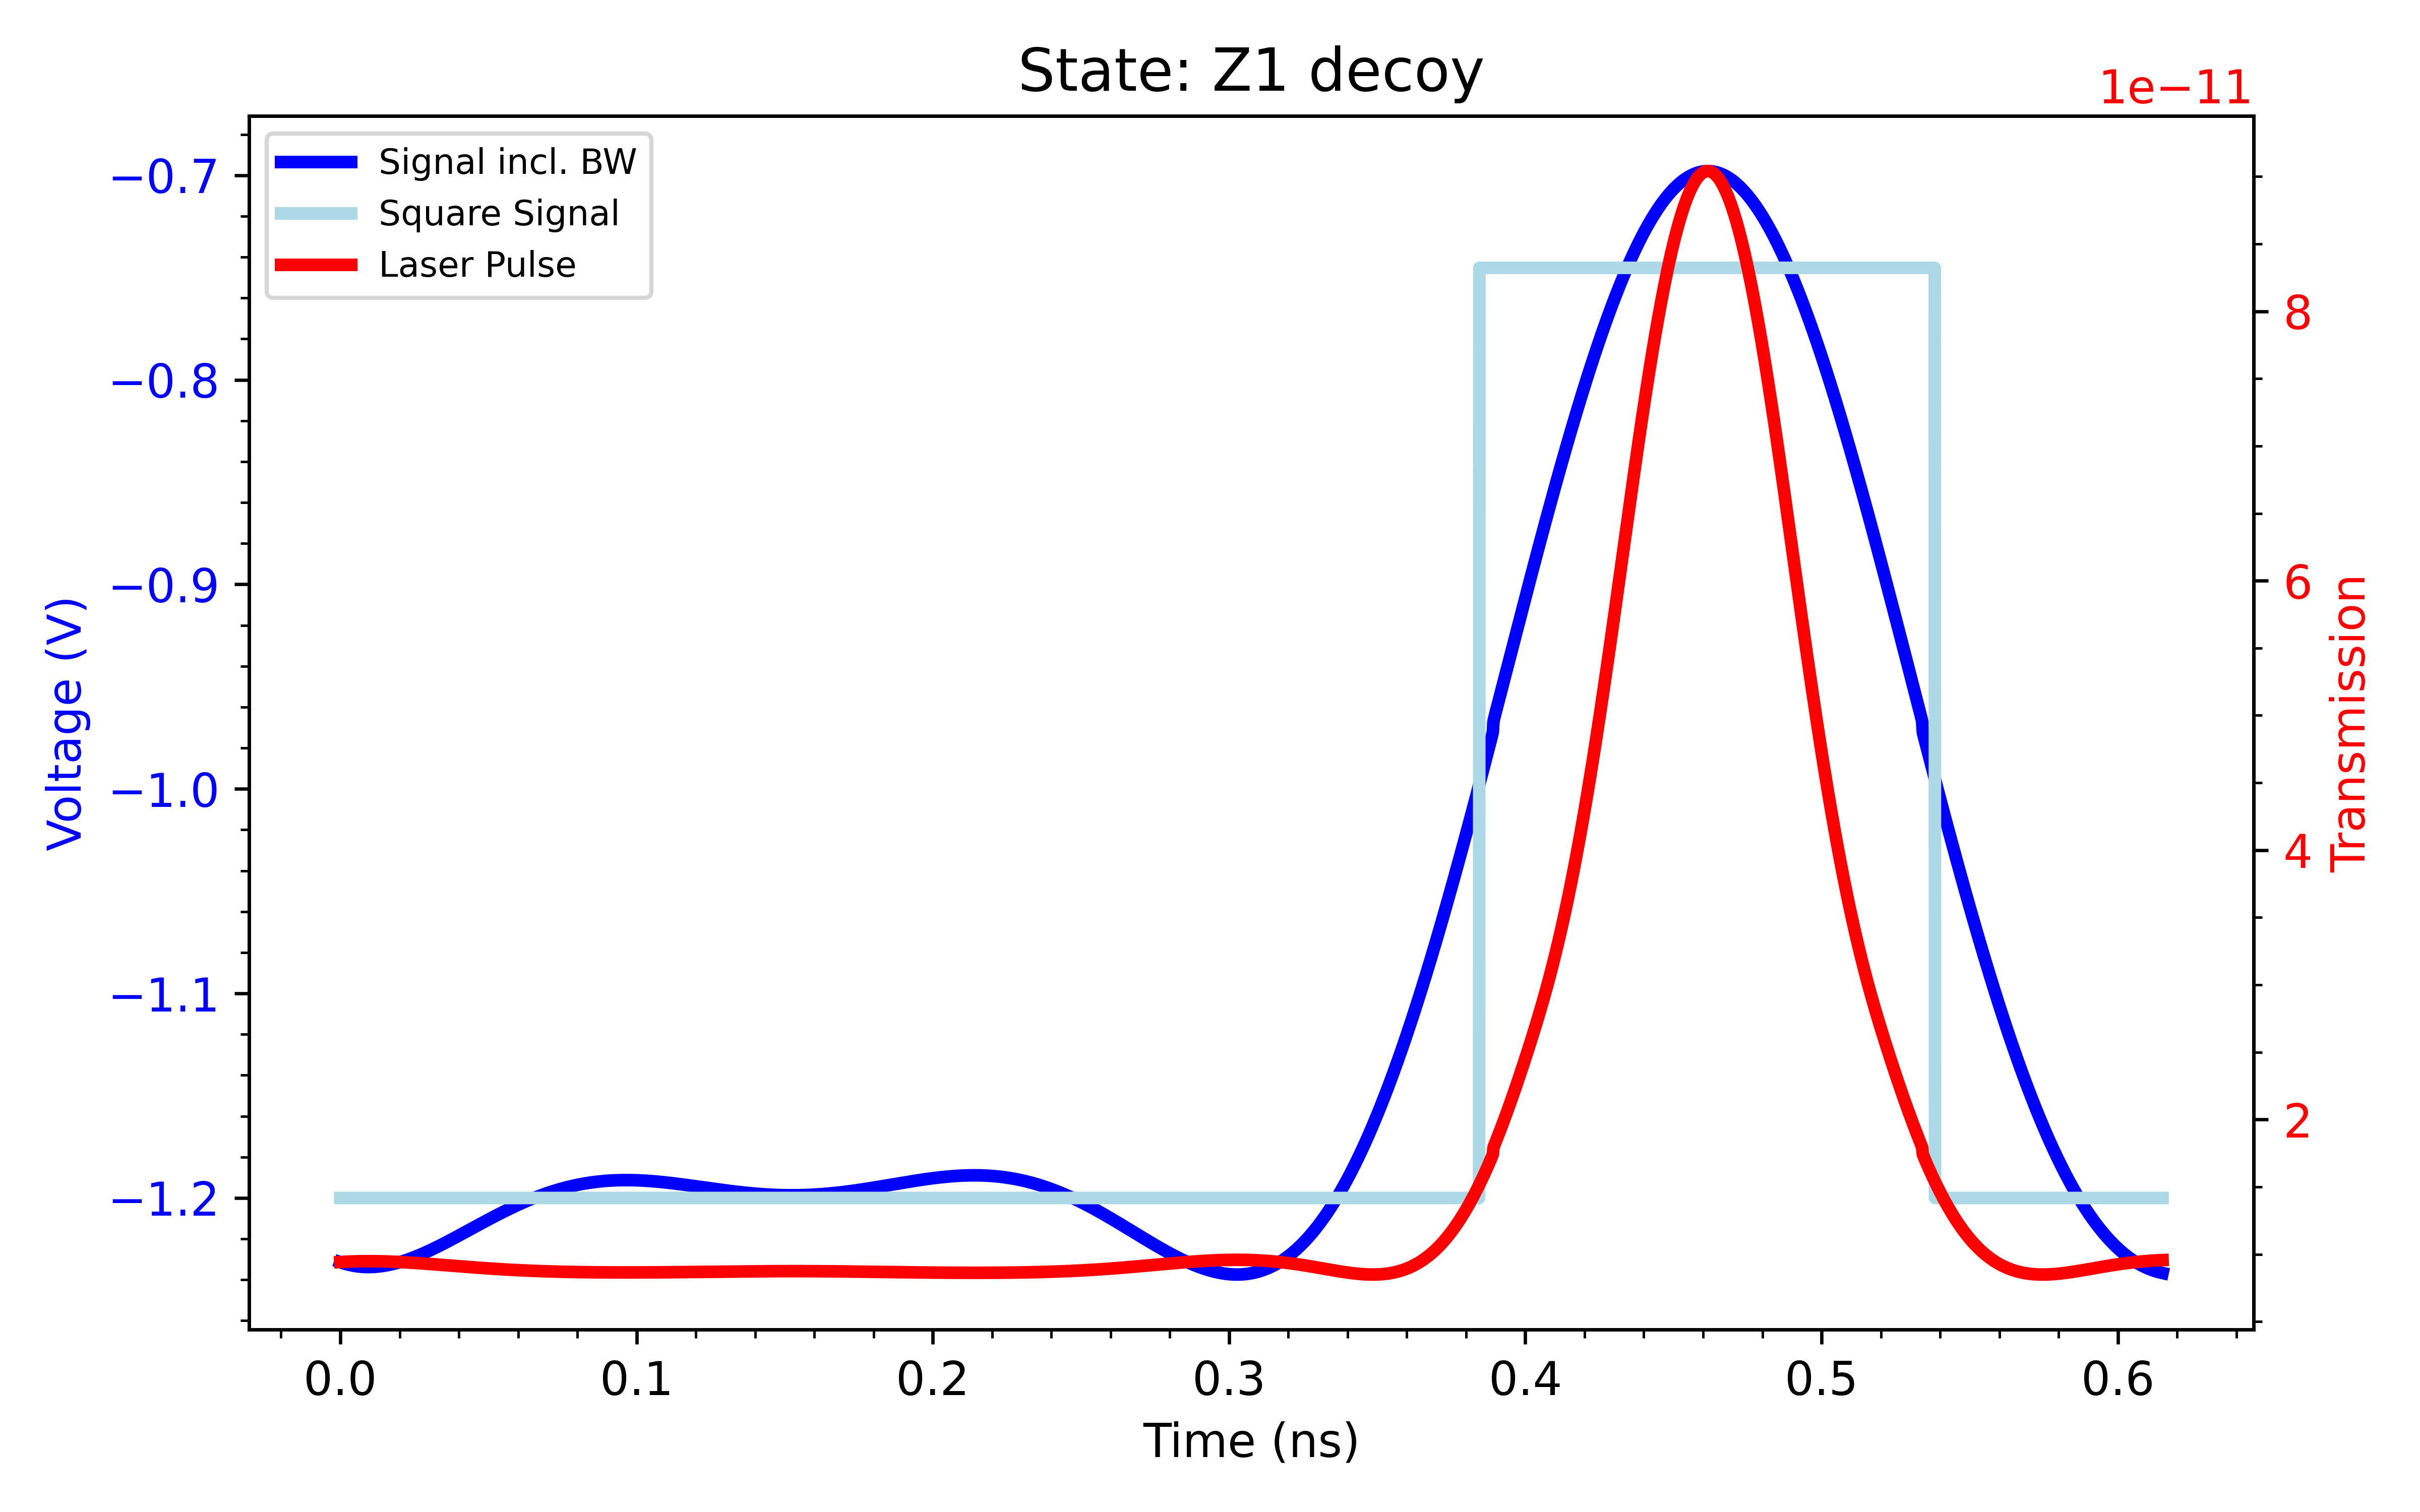 State: Z1 decoy
1e−11
Signal incl. BW
Square Signal
Laser Pulse
−0.7
−0.8
−0.9
−1.0
−1.1
−1.2
Voltage (V)
8
6
4
2
Transmission
0.0 0.1 0.2 0.3 0.4 0.5 0.6
Time (ns)